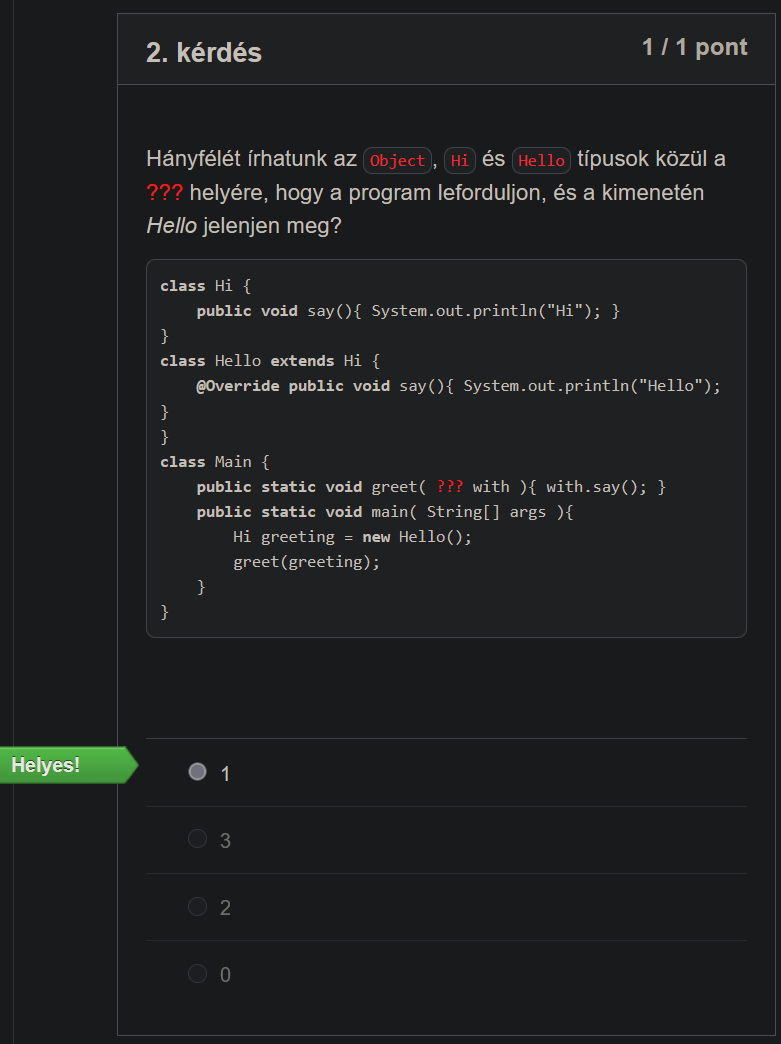 2. kérdés
1 / 1 pont
Hányfélét írhatunk az Object, Hi és Hello típusok közül a
??? helyére, hogy a program leforduljon, és a kimenetén
Hello jelenjen meg?
class Hi {
    public void say(){ System.out.println("Hi"); }
}
class Hello extends Hi {
    @Override public void say(){ System.out.println("Hello");
}
}
class Main {
    public static void greet( ??? with ){ with.say(); }
    public static void main( String[] args ){
        Hi greeting = new Hello();
        greet(greeting);
    }
}
Helyes!
1
3
2
0